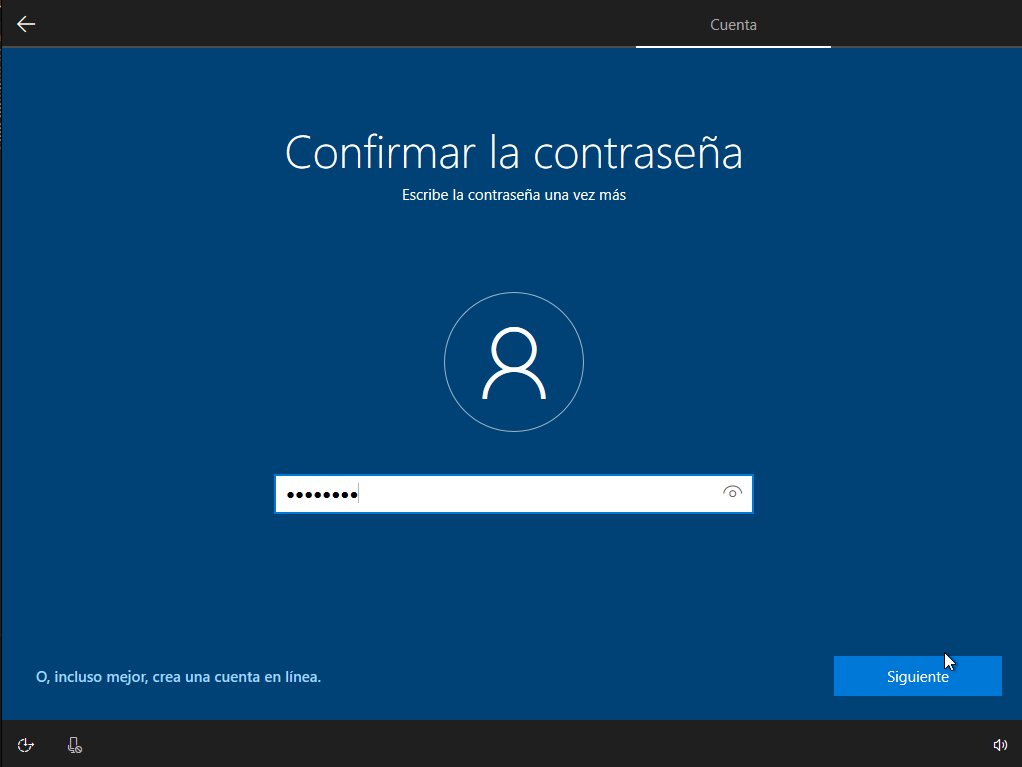 Cuenta
Confirmar la contraseña
Escribe la contraseña una vez más
O, incluso mejor, crea una cuenta en línea.
Siguiente